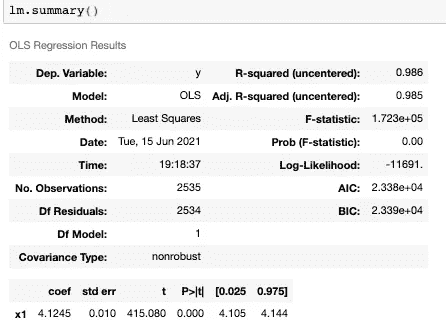 lm.summary()
OLS Regression Results
Dep. Variable: y R-squared (uncentered): 0.986
Model: OLS Adj. R-squared (uncentered): 0.985
Method: Least Squares F-statistic: 1.723e+05
Date: Tue, 15 Jun 2021 Prob (F-statistic): 0.00
Time: 19:18:37 Log-Likelihood: -11691.
No. Observations: 2535 AIC: 2.338e+04
Df Residuals: 2534 BIC: 2.339e+04
Df Model: 1
Covariance Type: nonrobust
coef std err t P>|t| [0.025 0.975]
x1 4.1245 0.010 415.080 0.000 4.105 4.144